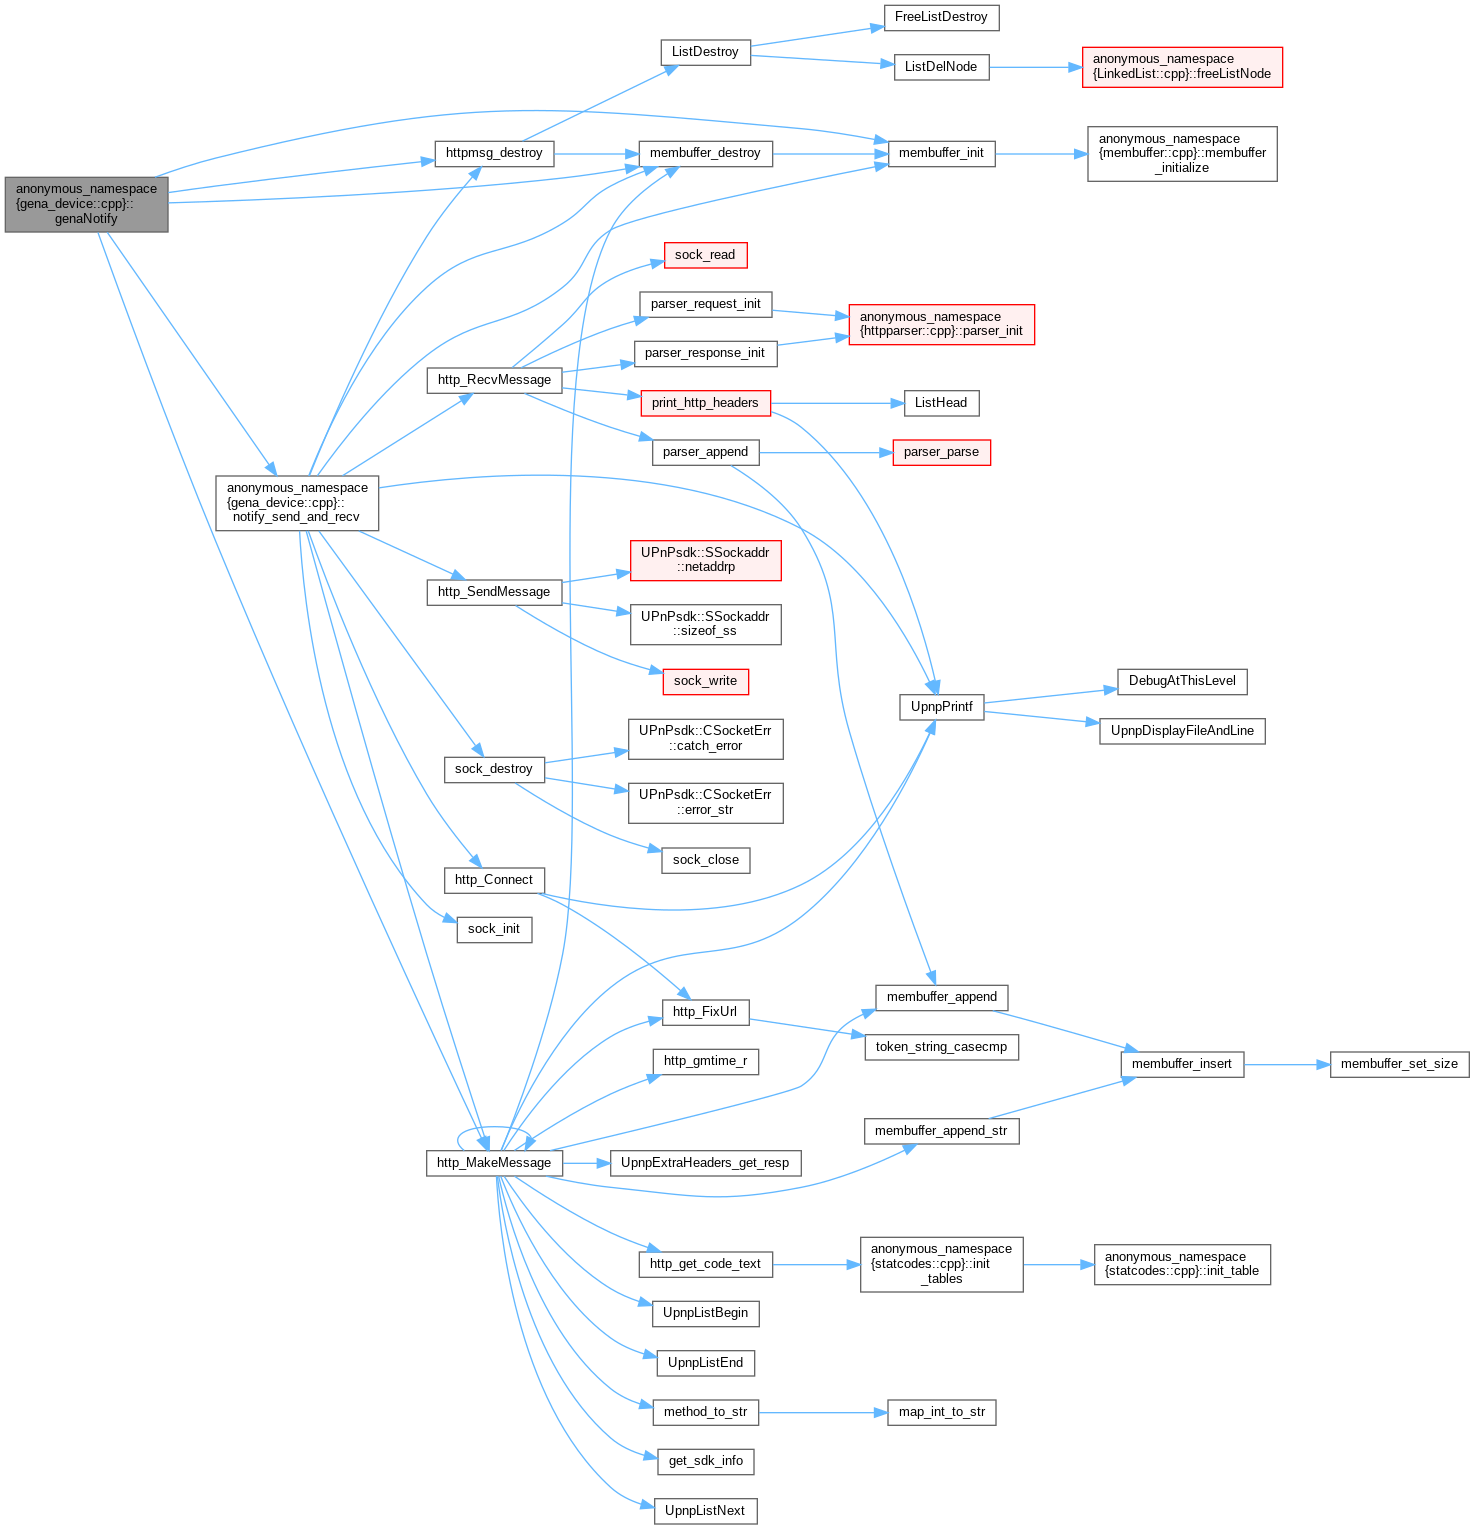 FreeListDestroy
ListDestroy
ListDelNode
anonymous_namespace
{LinkedList::cpp}::freeListNode
httpmsg_destroy
membuffer_destroy
membuffer_init
anonymous_namespace
{membuffer::cpp}::membuffer
_initialize
anonymous_namespace
{gena_device::cpp}::
genaNotify
sock_read
parser_request_init
anonymous_namespace
{httpparser::cpp}::parser_init
parser_response_init
http_RecvMessage
print_http_headers
ListHead
parser_append
parser_parse
anonymous_namespace
{gena_device::cpp}::
notify_send_and_recv
UPnPsdk::SSockaddr
::netaddrp
http_SendMessage
UPnPsdk::SSockaddr
::sizeof_ss
sock_write
DebugAtThisLevel
UpnpPrintf
UpnpDisplayFileAndLine
UPnPsdk::CSocketErr
::catch_error
sock_destroy
UPnPsdk::CSocketErr
::error_str
sock_close
http_Connect
sock_init
membuffer_append
http_FixUrl
token_string_casecmp
http_gmtime_r
membuffer_insert
membuffer_set_size
membuffer_append_str
http_MakeMessage
UpnpExtraHeaders_get_resp
http_get_code_text
anonymous_namespace
{statcodes::cpp}::init
_tables
anonymous_namespace
{statcodes::cpp}::init_table
UpnpListBegin
UpnpListEnd
method_to_str
map_int_to_str
get_sdk_info
UpnpListNext